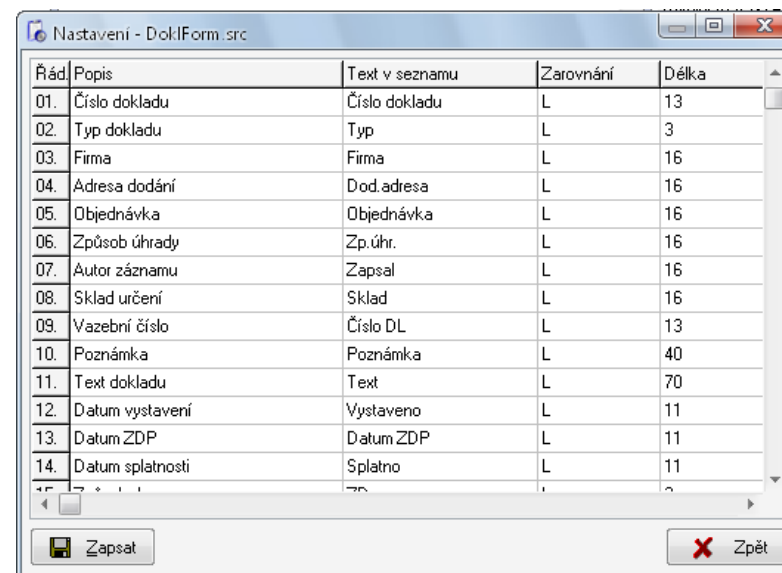 Nastavení - DoklForm.src
Řád. Popis Text v seznamu Zarovnání Délka
01. Číslo dokladu Číslo dokladu L 13
02. Typ dokladu Typ L 3
03. Firma Firma L 16
04. Adresa dodání Dod.adresa L 16
05. Objednávka Objednávka L 16
06. Způsob úhrady Zp.úhr. L 16
07. Autor záznamu Zapsal L 16
08. Sklad určení Sklad L 16
09. Vazební číslo Číslo DL L 13
10. Poznámka Poznámka L 40
11. Text dokladu Text L 70
12. Datum vystavení Vystaveno L 11
13. Datum ZDP Datum ZDP L 11
14. Datum splatnosti Splatno L 11
Zapsat Zpět